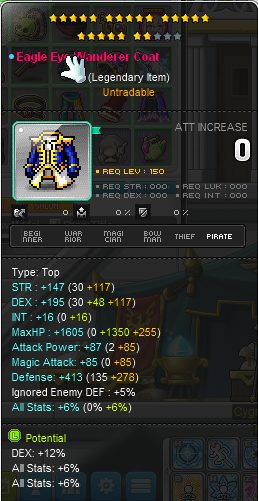 Eagle Eye Wanderer Coat
(Legendary Item)
Untradable
ATT INCREASE
0
REQ LEV : 150
REQ STR : 000
REQ LUK : 000
REQ DEX : 000
REQ INT : 000
0 0 % 0 %
BEGINNER WARRIOR MAGICIAN BOWMAN THIEF PIRATE
Type: Top
STR : +147 (30 +117)
DEX : +195 (30 +48 +117)
INT : +16 (0 +16)
MaxHP : +1605 (0 +1350 +255)
Attack Power: +87 (2 +85)
Magic Attack: +85 (0 +85)
Defense: +413 (135 +278)
Ignored Enemy DEF : +5%
All Stats: +6% (0% +6%)
L Potential
DEX: +12%
All Stats: +6%
All Stats: +6%